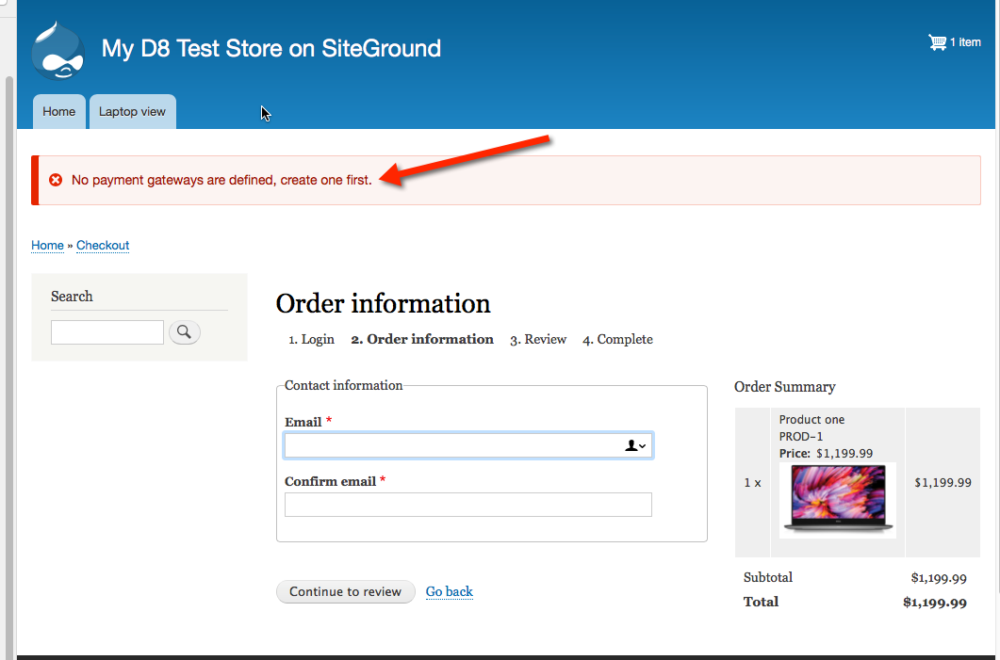 My D8 Test Store on SiteGround
1 item
Home
Laptop view
No payment gateways are defined, create one first.
Home » Checkout
Search
Order information
1. Login 2. Order information 3. Review 4. Complete
Contact information
Email *
Confirm email *
Continue to review
Go back
Order Summary
Product one
PROD-1
Price: $1,199.99
1 x
$1,199.99
Subtotal $1,199.99
Total $1,199.99